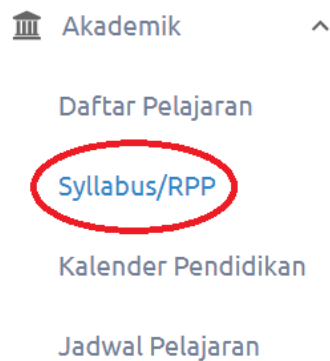 Akademik
Daftar Pelajaran
Syllabus/RPP
Kalender Pendidikan
Jadwal Pelajaran